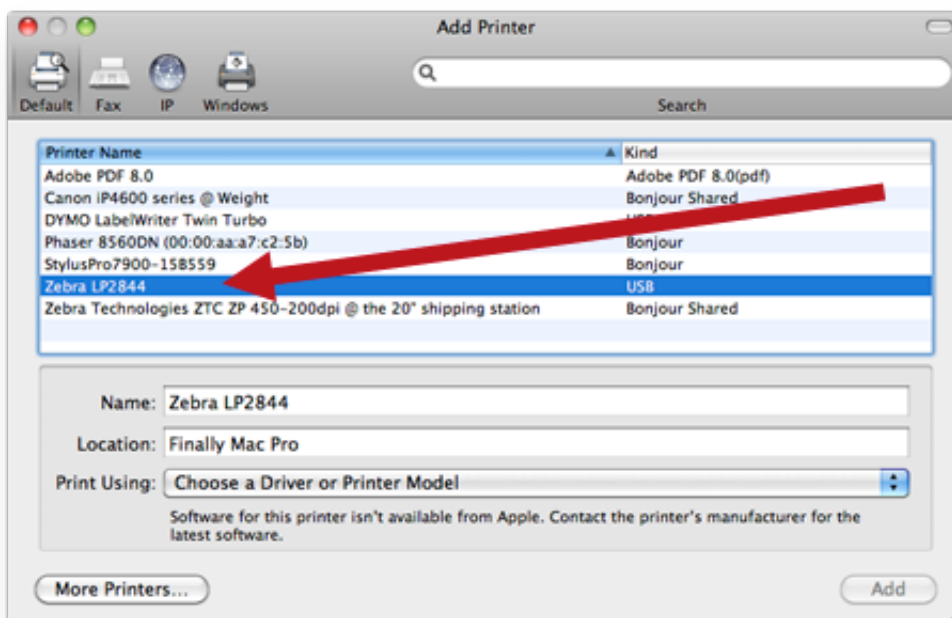 Add Printer
Default Fax IP Windows Search
Printer Name Kind
Adobe PDF 8.0 Adobe PDF 8.0(pdf)
Canon iP4600 series @ Weight Bonjour Shared
DYMO LabelWriter Twin Turbo
Phaser 8560DN (00:00:aa:a7:c2:5b) Bonjour
StylusPro7900-15B559 Bonjour
Zebra LP2844 USB
Zebra Technologies ZTC ZP 450-200dpi @ the 20" shipping station Bonjour Shared
Name: Zebra LP2844
Location: Finally Mac Pro
Print Using: Choose a Driver or Printer Model
Software for this printer isn't available from Apple. Contact the printer's manufacturer for the
latest software.
More Printers... Add